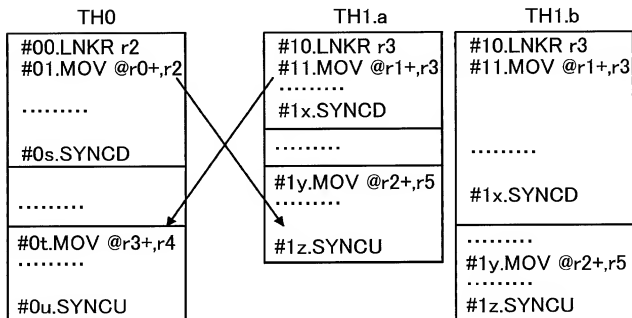 TH0
#00.LNKR r2
#01.MOV @r0+,r2
.........
#0s.SYNCD
.........
#0t.MOV @r3+,r4
.........
#0u.SYNCU
TH1.a
#10.LNKR r3
#11.MOV @r1+,r3
.........
#1x.SYNCD
.........
#1y.MOV @r2+,r5
.........
#1z.SYNCU
TH1.b
#10.LNKR r3
#11.MOV @r1+,r3
.........
#1x.SYNCD
.........
#1y.MOV @r2+,r5
.........
#1z.SYNCU